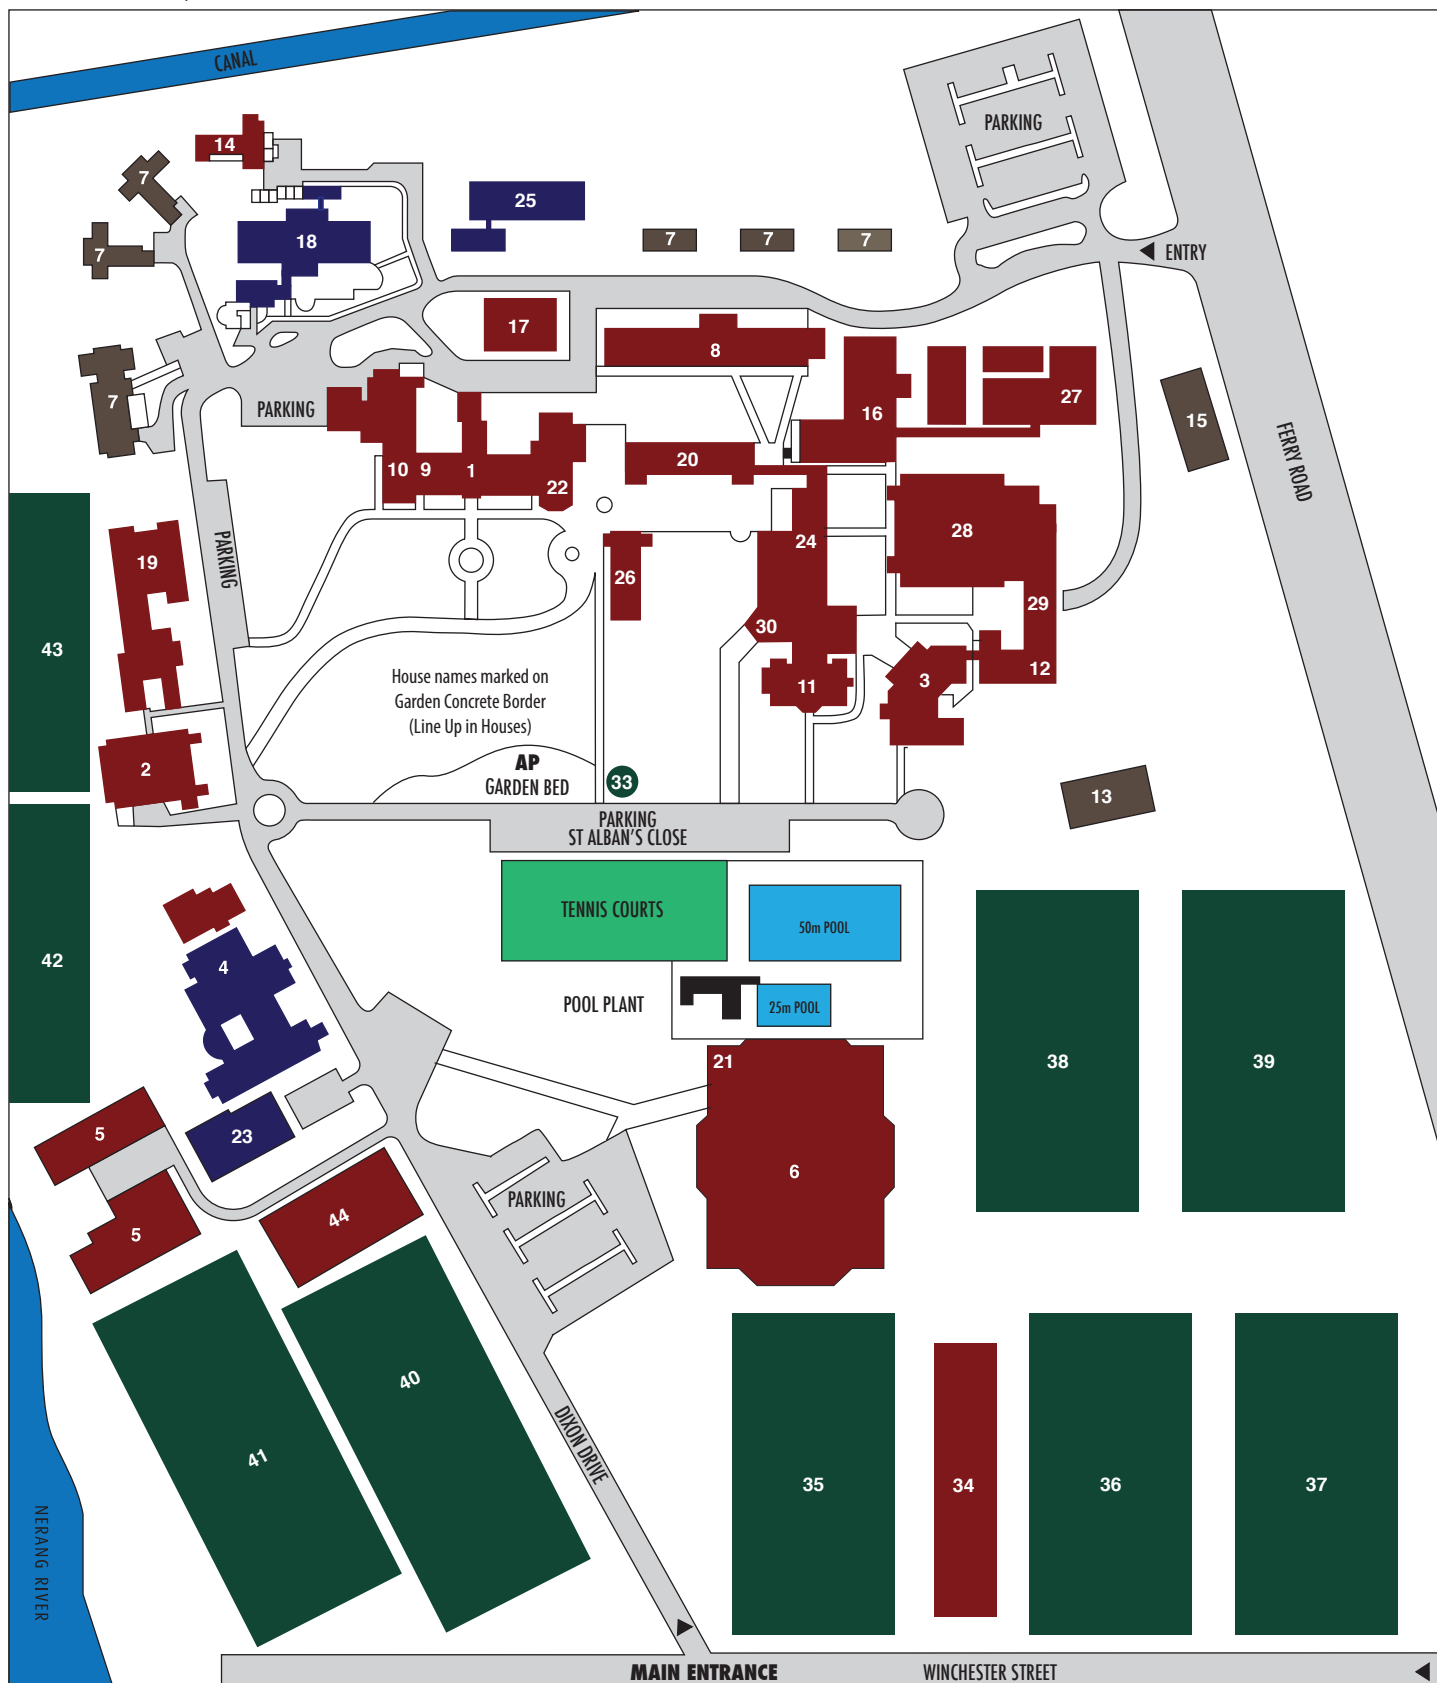 CANAL
14
PARKING
7
25
18
7
7
7
7
ENTRY
17
8
7
PARKING
16
27
15
FERRY ROAD
10
9
1
22
20
PARKING
19
28
24
26
29
43
30
12
3
11
House names marked on
Garden Concrete Border
(Line Up in Houses)
AP
GARDEN BED
33
2
13
PARKING
ST ALBAN'S CLOSE
TENNIS COURTS
50m POOL
42
4
POOL PLANT
25m POOL
21
38
39
5
23
6
PARKING
44
5
40
41
DIXON DRIVE
35
34
36
37
NERANG RIVER
MAIN ENTRANCE
WINCHESTER STREET